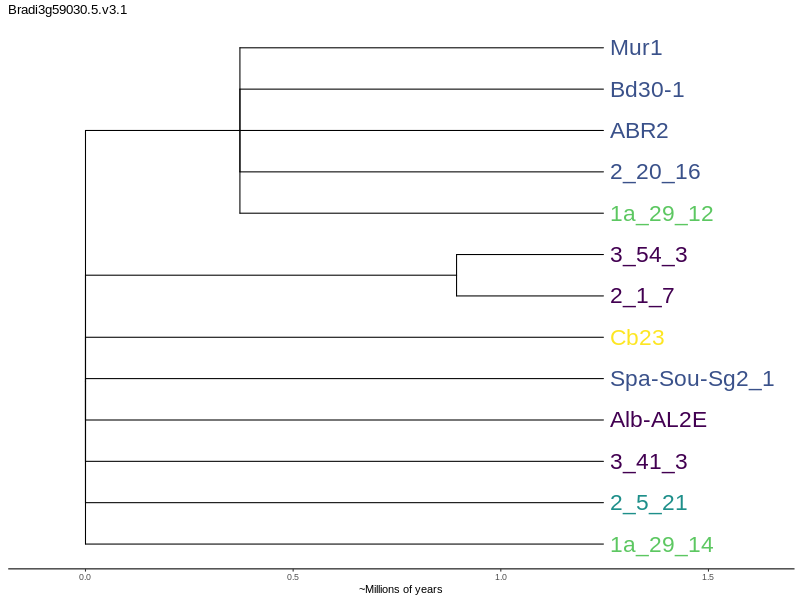 Bradi3g59030.5.v3.1
Mur1
Bd30-1
ABR2
2_20_16
1a_29_12
3_54_3
2_1_7
Cb23
Spa-Sou-Sg2_1
Alb-AL2E
3_41_3
2_5_21
1a_29_14
0.0 0.5 1.0 1.5
~Millions of years